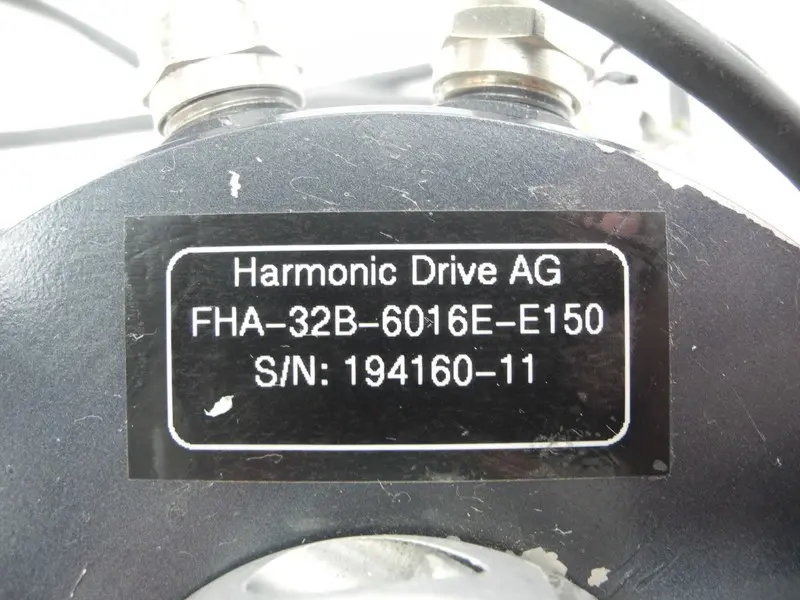 Harmonic Drive AG
FHA-32B-6016E-E150
S/N: 194160-11